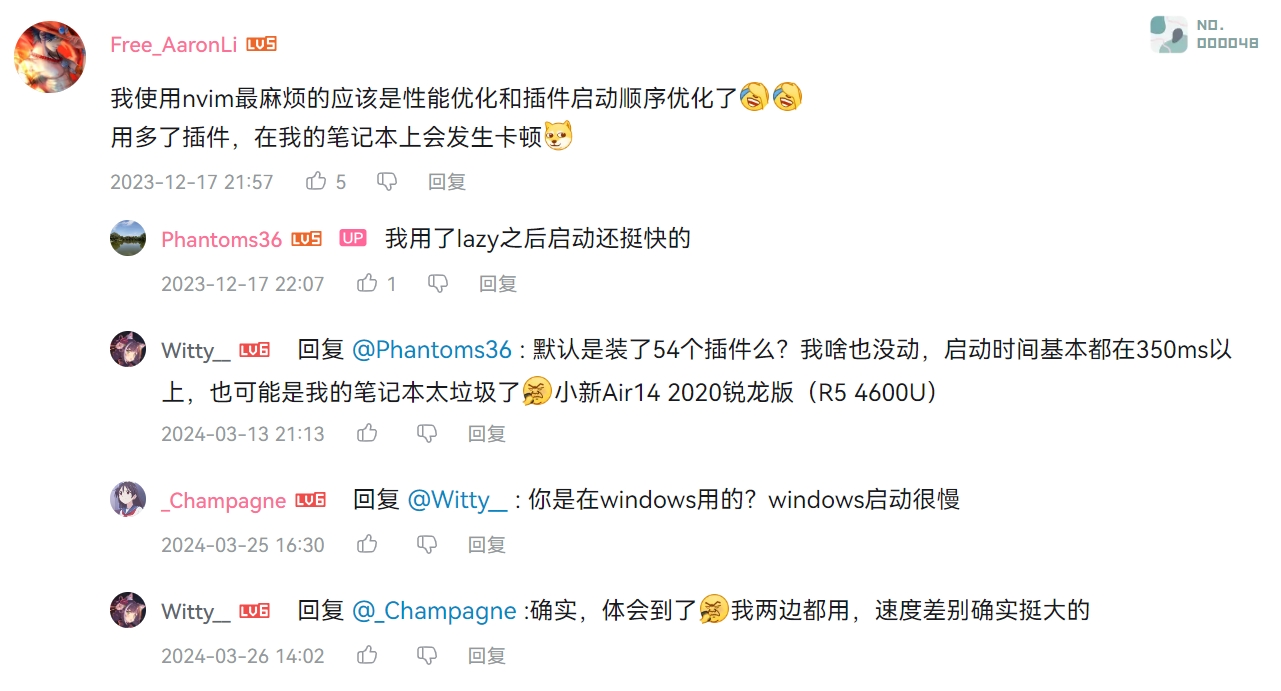 Free_AaronLi LV5
NO.
000048
我使用nvim最麻烦的应该是性能优化和插件启动顺序优化了
用多了插件，在我的笔记本上会发生卡顿
2023-12-17 21:57 5 回复
Phantoms36 LV5 UP 我用了lazy之后启动还挺快的
2023-12-17 22:07 1 回复
Witty__ LV6 回复 @Phantoms36 : 默认是装了54个插件么？我啥也没动，启动时间基本都在350ms以
上，也可能是我的笔记本太垃圾了小新Air14 2020锐龙版（R5 4600U）
2024-03-13 21:13 回复
_Champagne LV6 回复 @Witty__ : 你是在windows用的？windows启动很慢
2024-03-25 16:30 回复
Witty__ LV6 回复 @_Champagne :确实，体会到了我两边都用，速度差别确实挺大的
2024-03-26 14:02 回复